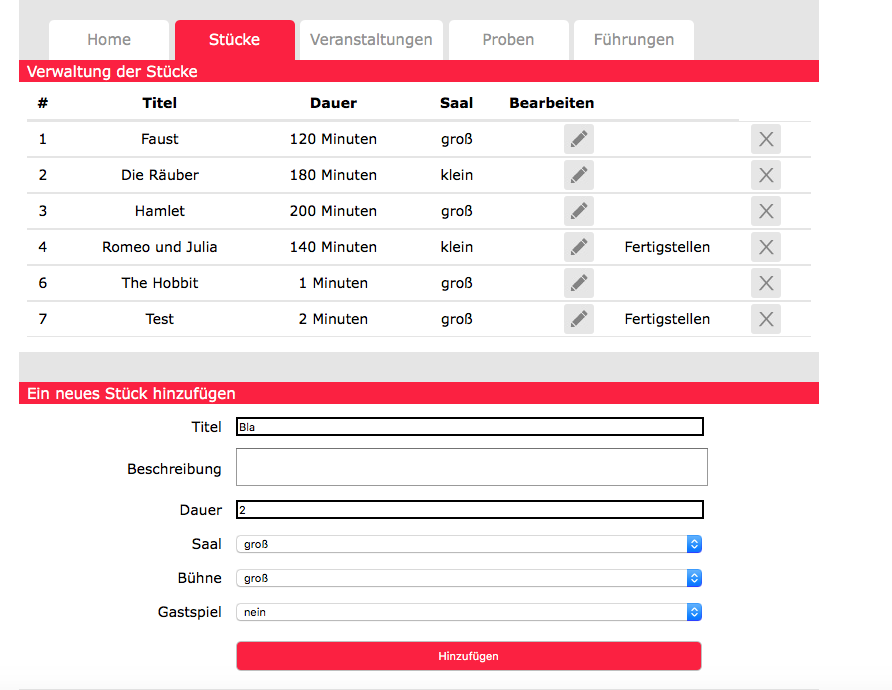 Home Stücke Veranstaltungen Proben Führungen
Verwaltung der Stücke
# Titel Dauer Saal Bearbeiten
1 Faust 120 Minuten groß
2 Die Räuber 180 Minuten klein
3 Hamlet 200 Minuten groß
4 Romeo und Julia 140 Minuten klein Fertigstellen
6 The Hobbit 1 Minuten groß
7 Test 2 Minuten groß Fertigstellen
Ein neues Stück hinzufügen
Titel Bla
Beschreibung
Dauer 2
Saal groß
Bühne groß
Gastspiel nein
Hinzufügen